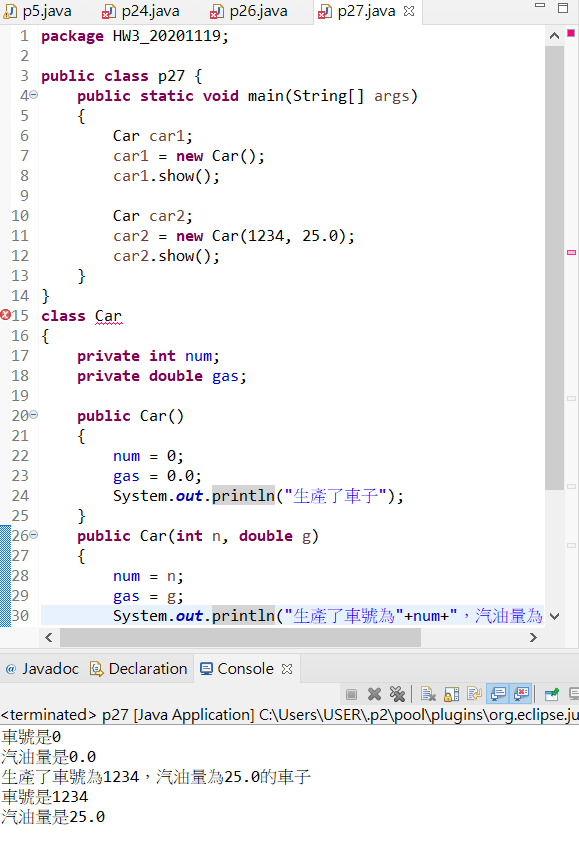 p5.java p24.java p26.java p27.java
1 package HW3_20201119;
2
3 public class p27 {
4 public static void main(String[] args)
5 {
6 Car car1;
7 car1 = new Car();
8 car1.show();
9
10 Car car2;
11 car2 = new Car(1234, 25.0);
12 car2.show();
13 }
14 }
15 class Car
16 {
17 private int num;
18 private double gas;
19
20 public Car()
21 {
22 num = 0;
23 gas = 0.0;
24 System.out.println("生產了車子");
25 }
26 public Car(int n, double g)
27 {
28 num = n;
29 gas = g;
30 System.out.println("生產了車號為"+num+"，汽油量為
@ Javadoc Declaration Console
<terminated> p27 [Java Application] C:\Users\USER\.p2\pool\plugins\org.eclipse.ju
車號是0
汽油量是0.0
生產了車號為1234，汽油量為25.0的車子
車號是1234
汽油量是25.0